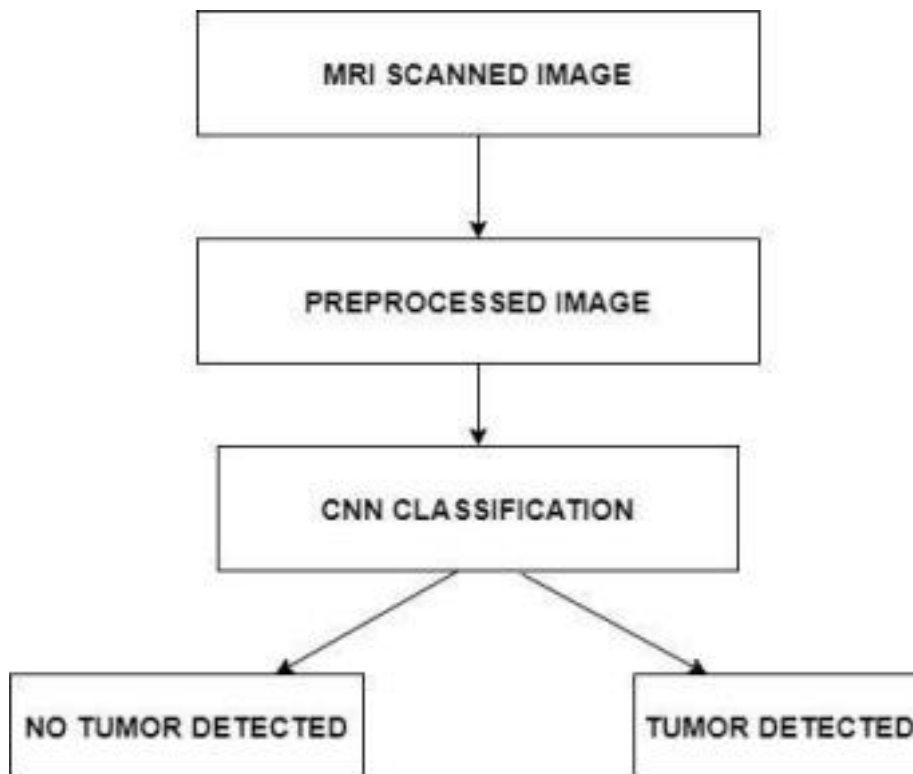 MRI SCANNED IMAGE
PREPROCESSED IMAGE
CNN CLASSIFICATION
NO TUMOR DETECTED
TUMOR DETECTED